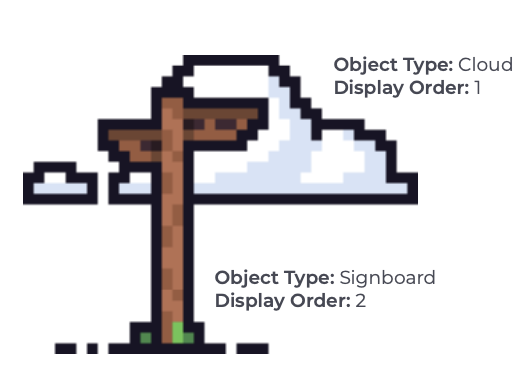 Object Type: Cloud
Display Order: 1
Object Type: Signboard
Display Order: 2